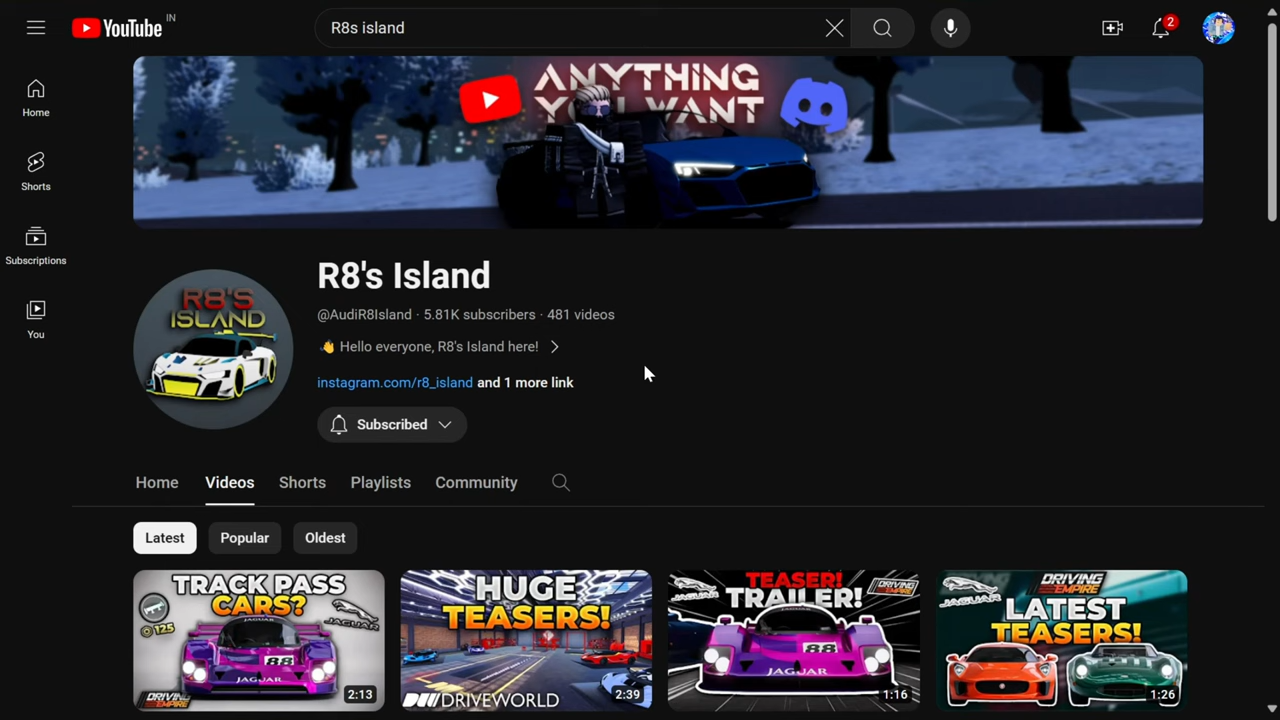 YouTube IN
R8s island
2
Home
Shorts
Subscriptions
You
ANYTHING
YOU WANT
R8'S
ISLAND
R8's Island
@AudiR8Island · 5.81K subscribers · 481 videos
👋 Hello everyone, R8's Island here!
instagram.com/r8_island and 1 more link
Subscribed
Home Videos Shorts Playlists Community
Latest Popular Oldest
TRACK PASS
CARS?
125
JAGUAR
JAGUAR
88
JAGUAR
DRIVING
EMPIRE
2:13
HUGE
TEASERS!
DRIVEWORLD
2:39
TEASER!
TRAILER!
JAGUAR
DRIVING
EMPIRE
88
JAGUAR
1:16
JAGUAR
DRIVING
EMPIRE
LATEST
TEASERS!
1:26